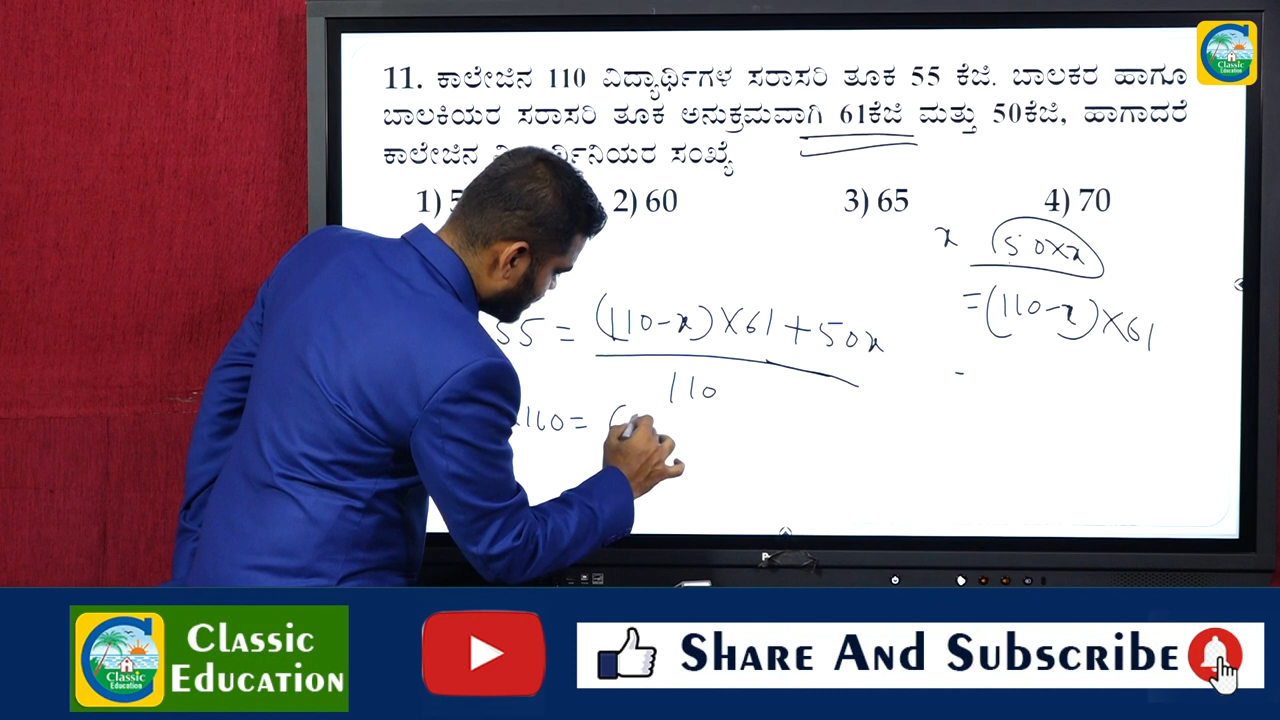 11. ಕಾಲೇಜಿನ 110 ವಿದ್ಯಾರ್ಥಿಗಳ ಸರಾಸರಿ ತೂಕ 55 ಕೆಜಿ. ಬಾಲಕರ ಹಾಗೂ
ಬಾಲಕಿಯರ ಸರಾಸರಿ ತೂಕ ಅನುಕ್ರಮವಾಗಿ 61ಕೆಜಿ ಮತ್ತು 50ಕೆಜಿ, ಹಾಗಾದರೆ
ಕಾಲೇಜಿನ ಸಂಖ್ಯೆ
1) 2) 60 3) 65 4) 70
x 50×x
=(110-x)×61
55 = (110-x)×61+50x
110
110= 
Classic Education
Classic
Education
Classic Education
SHARE AND SUBSCRIBE